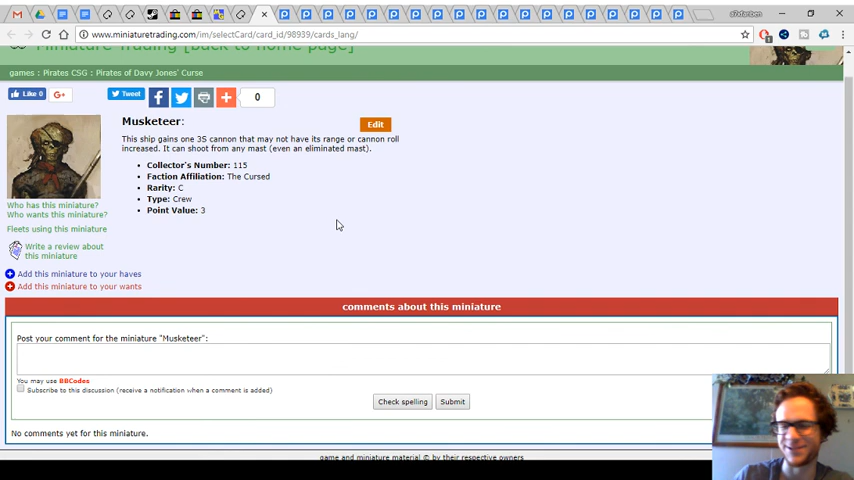 www.miniaturetrading.com/im/selectCard/card_id/98939/cards_lang/
Miniature Trading [back to home page]
games : Pirates CSG : Pirates of Davy Jones' Curse
Like 0
G+
Tweet
0
Musketeer:
Edit
This ship gains one 3S cannon that may not have its range or cannon roll
increased. It can shoot from any mast (even an eliminated mast).
Collector's Number: 115
Faction Affiliation: The Cursed
Rarity: C
Type: Crew
Point Value: 3
Who has this miniature?
Who wants this miniature?
Fleets using this miniature
Write a review about
this miniature
Add this miniature to your haves
Add this miniature to your wants
comments about this miniature
Post your comment for the miniature "Musketeer":
You may use BBCodes
Subscribe to this discussion (receive a notification when a comment is added)
Check spelling
Submit
No comments yet for this miniature.
game and miniature material © by their respective owners